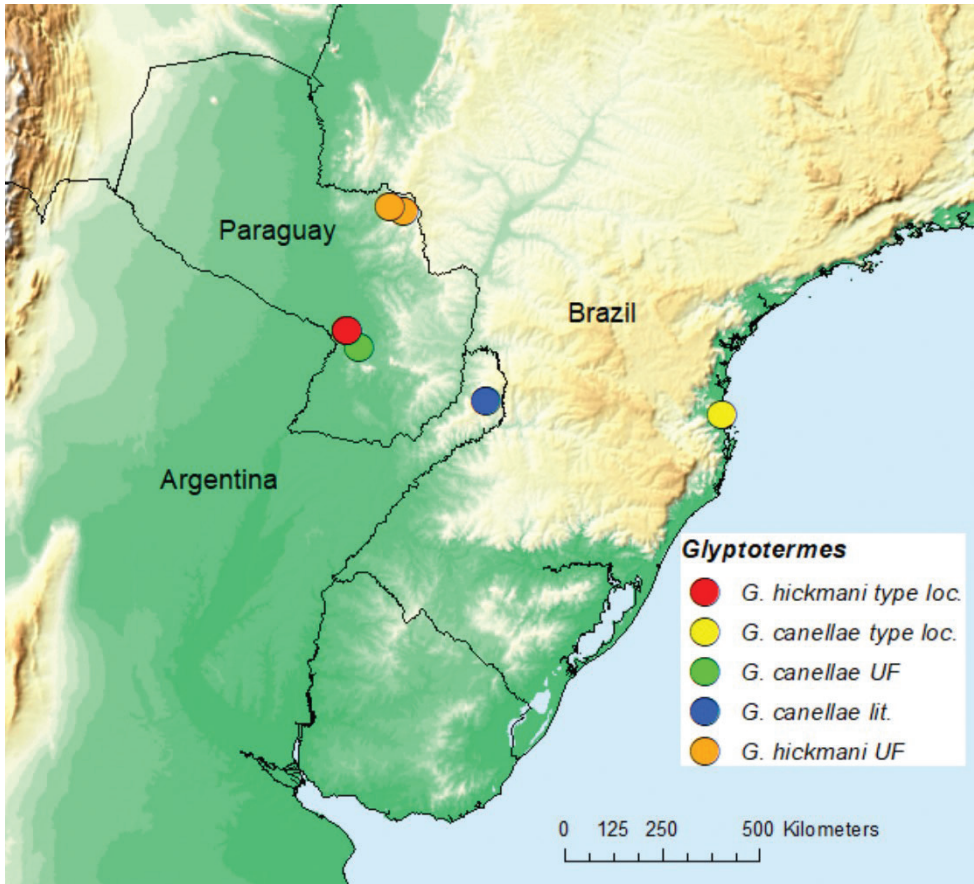 Paraguay
Brazil
Argentina
Glyptotermes
G. hickmani type loc.
G. canellae type loc.
G. canellae UF
G. canellae lit.
G. hickmani UF
0 125 250 500 Kilometers